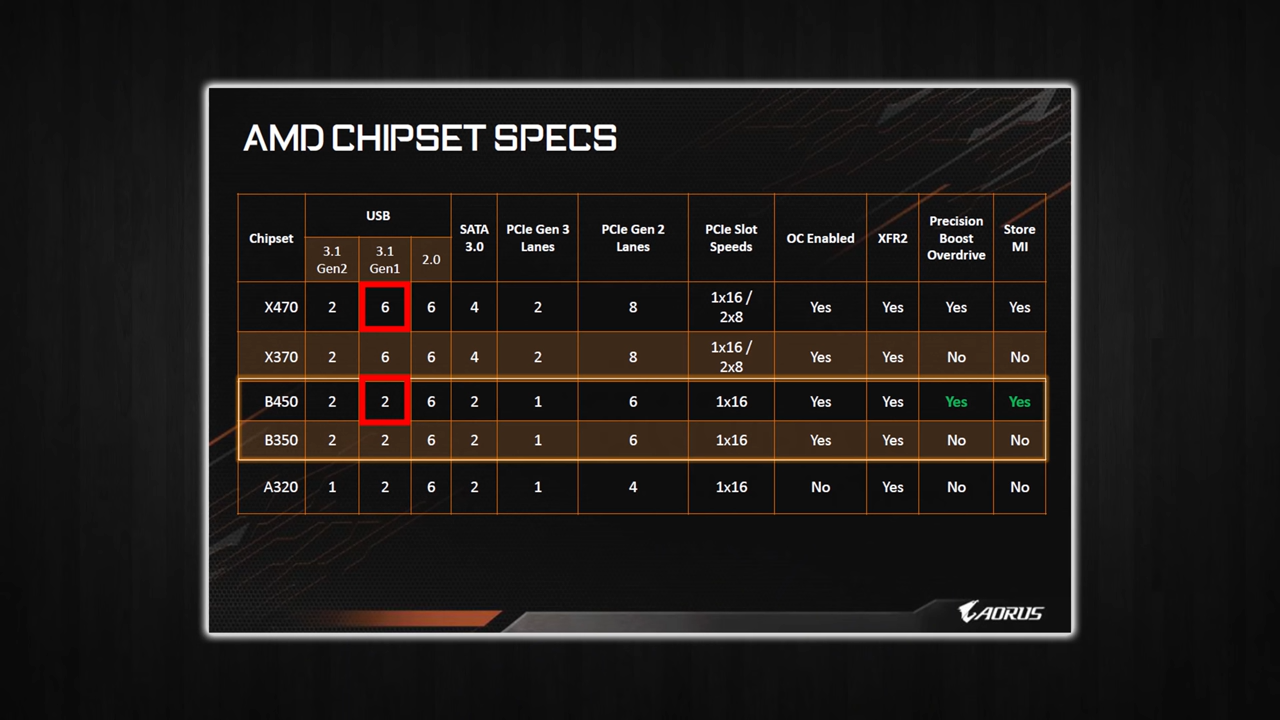 AMD CHIPSET SPECS
Chipset USB SATA 3.0 PCIe Gen 3 Lanes PCIe Gen 2 Lanes PCIe Slot Speeds OC Enabled XFR2 Precision Boost Overdrive Store MI
3.1 Gen2 3.1 Gen1 2.0
X470 2 6 6 4 2 8 1x16 / 2x8 Yes Yes Yes Yes
X370 2 6 6 4 2 8 1x16 / 2x8 Yes Yes No No
B450 2 2 6 2 1 6 1x16 Yes Yes Yes Yes
B350 2 2 6 2 1 6 1x16 Yes Yes No No
A320 1 2 6 2 1 4 1x16 No Yes No No
AORUS